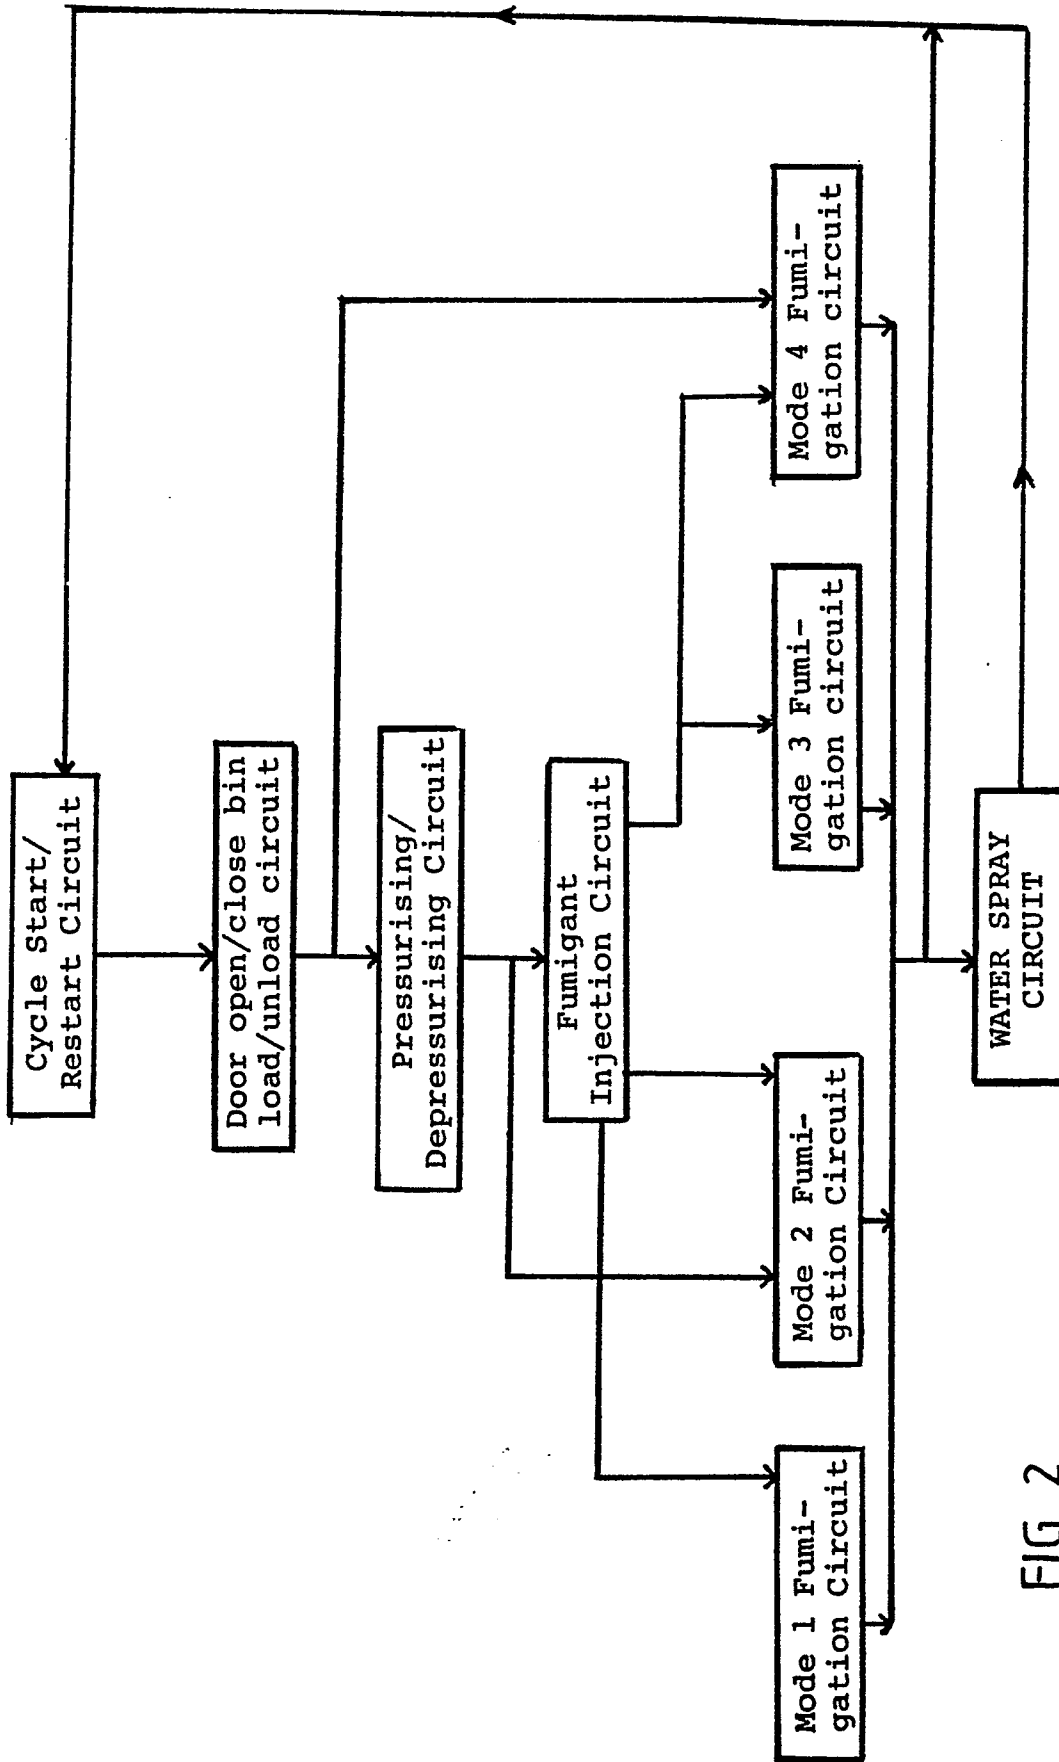 Cycle Start/
Restart Circuit
Door open/close bin
load/unload circuit
Pressurising/
Depressurising Circuit
Fumigant
Injection Circuit
Mode 1 Fumi-
gation Circuit
Mode 2 Fumi-
gation Circuit
Mode 3 Fumi-
gation circuit
Mode 4 Fumi-
gation circuit
WATER SPRAY
CIRCUIT
FIG 2